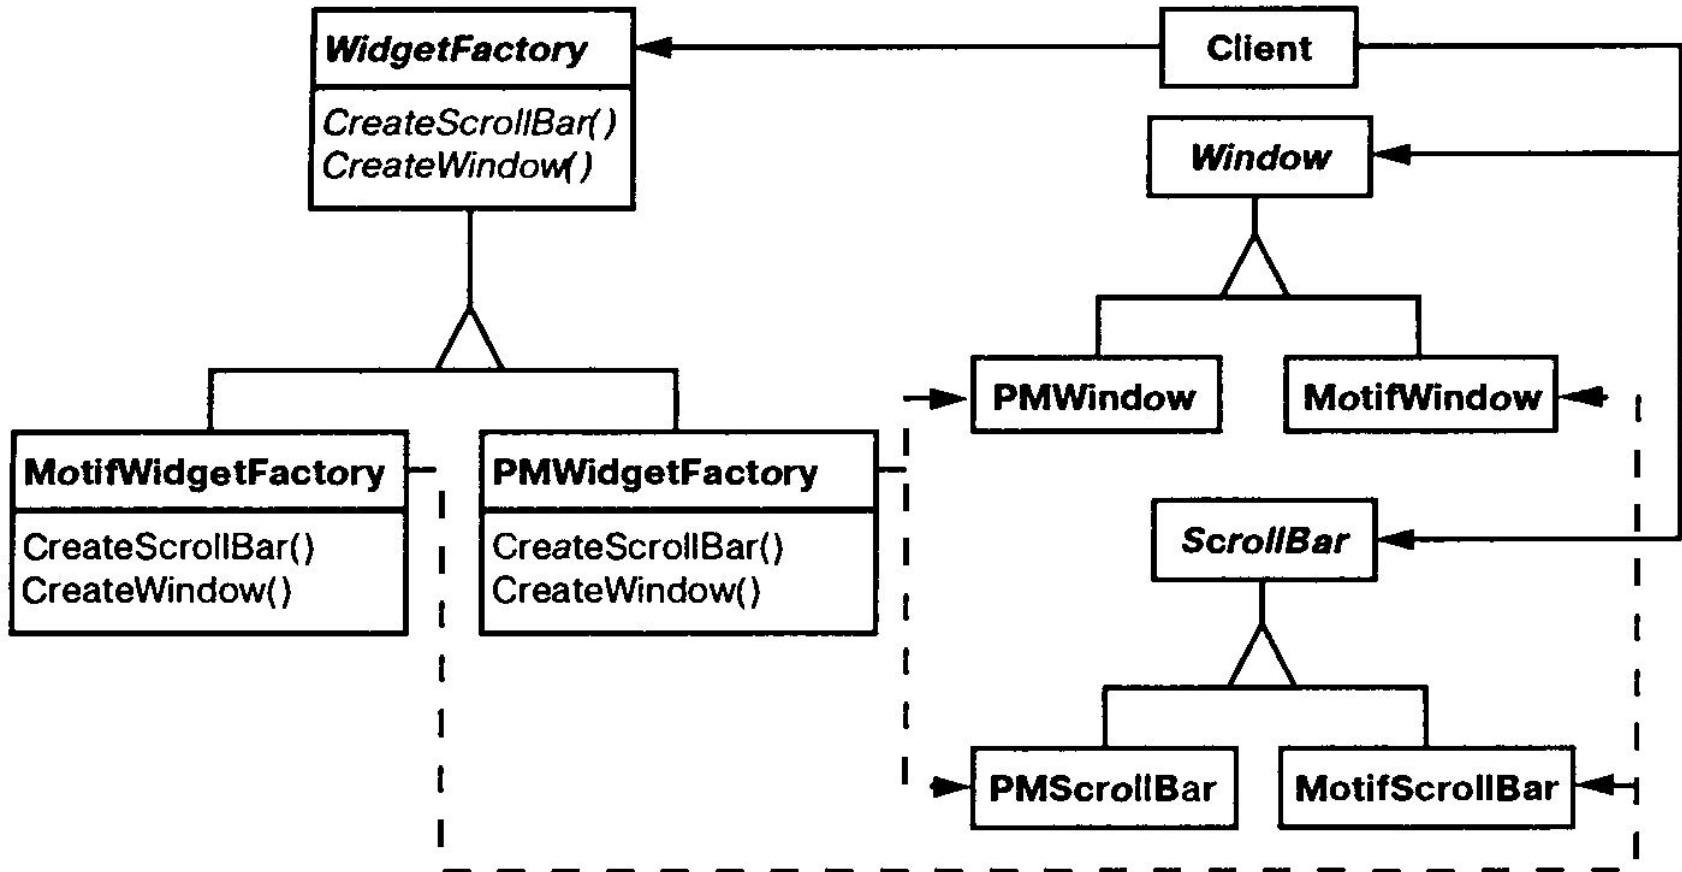 WidgetFactory
CreateScrollBar()
CreateWindow()
Client
Window
PMWindow
MotifWindow
MotifWidgetFactory
CreateScrollBar()
CreateWindow()
PMWidgetFactory
CreateScrollBar()
CreateWindow()
ScrollBar
PMScrollBar
MotifScrollBar